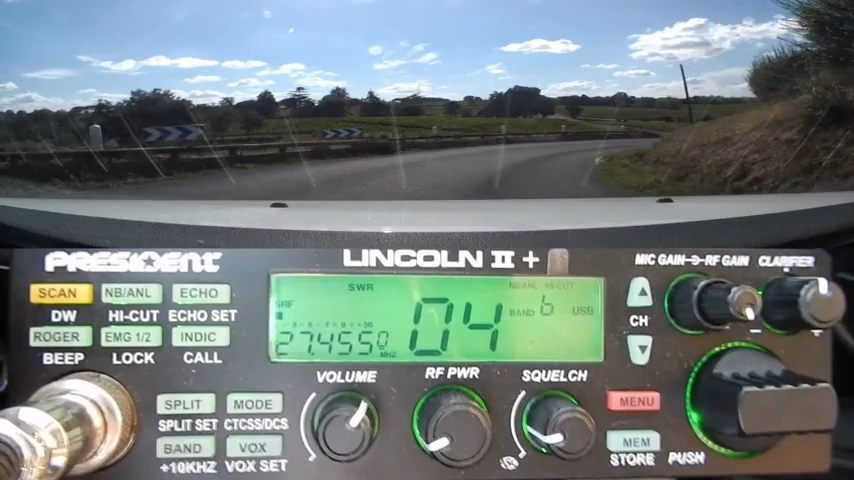 PRESIDENT
LINCOLN II +
MIC GAIN RF GAIN CLARIFIER
SCAN NB/ANL ECHO
DW HI-CUT ECHO SET
ROGER EMG 1/2 INDIC
BEEP LOCK CALL
SWR
NB/ANL HI-CUT
SRF
BAND b USB
04
27.4550 MHZ
CH
VOLUME RF PWR SQUELCH
SPLIT MODE
SPLIT SET CTCSS/DCS
BAND VOX
+10KHZ VOX SET
MENU
MEM
STORE PUSH